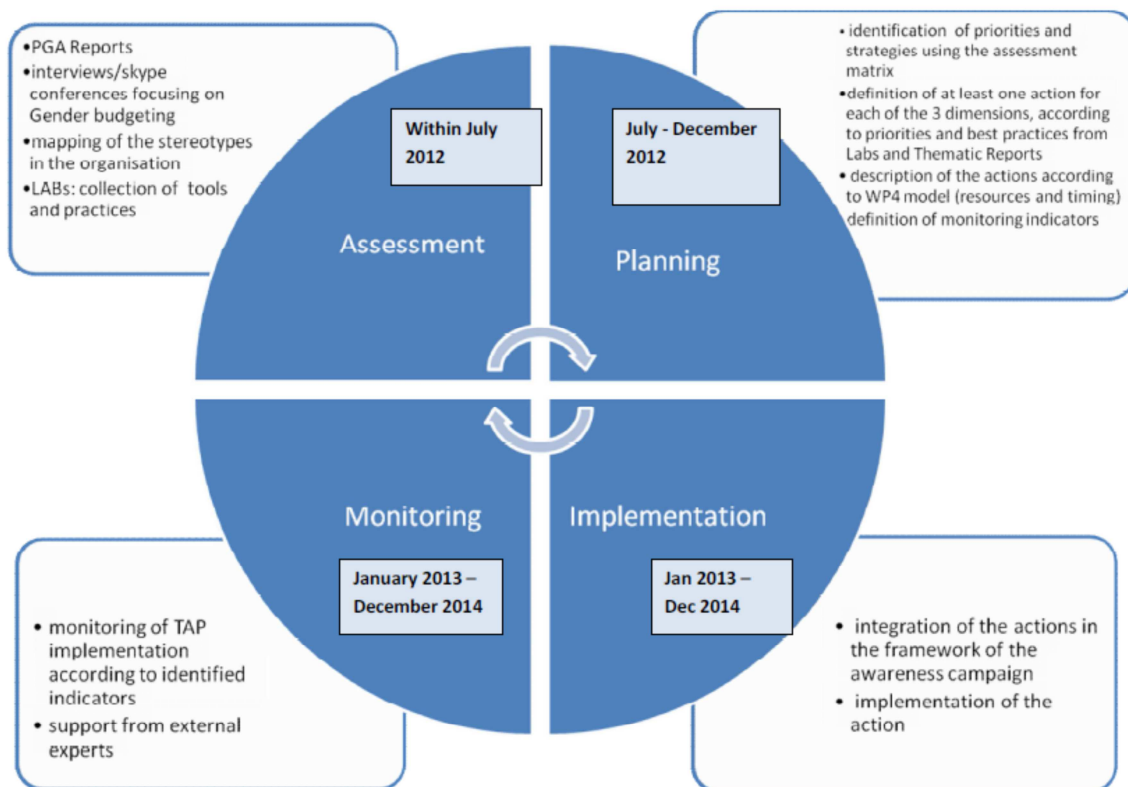 •PGA Reports
•interviews/skype
conferences focusing on
Gender budgeting
•mapping of the stereotypes
in the organisation
•LABs: collection of tools
and practices
Within July
2012
Assessment
July - December
2012
Planning
• identification of priorities and
strategies using the assessment
matrix
•definition of at least one action for
each of the 3 dimensions, according
to priorities and best practices from
Labs and Thematic Reports
• description of the actions according
to WP4 model (resources and timing)
definition of monitoring indicators
Monitoring
January 2013 –
December 2014
• monitoring of TAP
implementation
according to identified
indicators
• support from external
experts
Implementation
Jan 2013 –
Dec 2014
• integration of the actions in
the framework of the
awareness campaign
• implementation of the
action